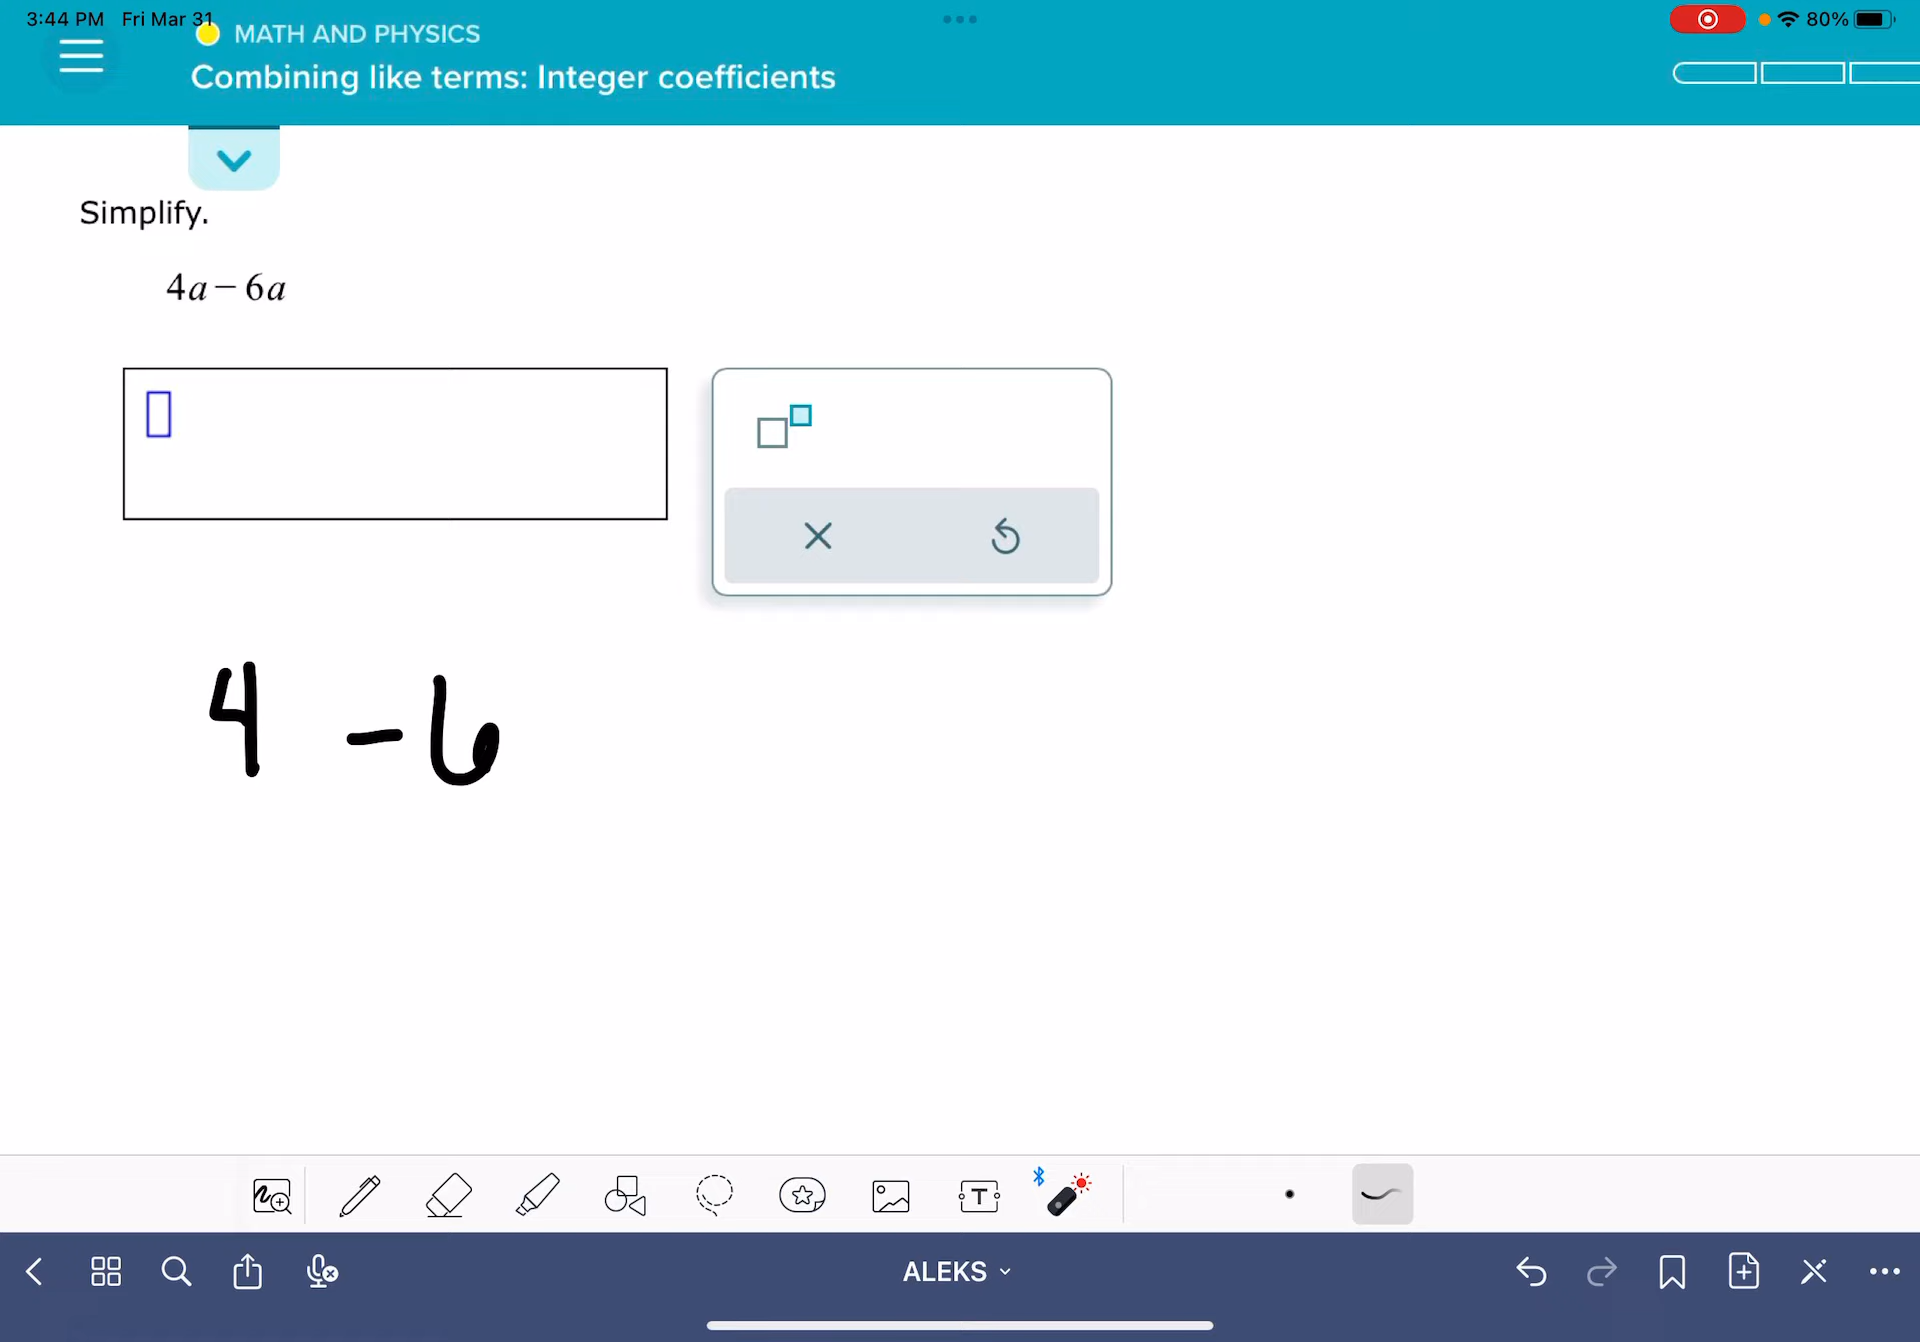 3:44 PM Fri Mar 31
80%
MATH AND PHYSICS
Combining like terms: Integer coefficients
Simplify.
4a − 6a
4 - 6
T
ALEKS